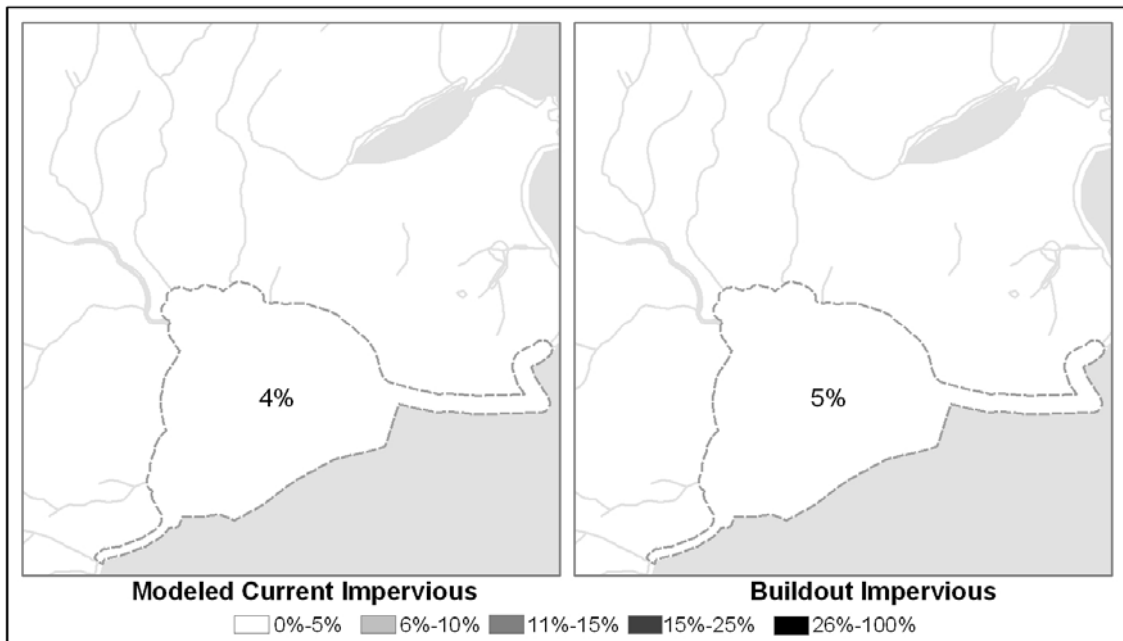 4%
5%
Modeled Current Impervious
Buildout Impervious
0%-5% 6%-10% 11%-15% 15%-25% 26%-100%